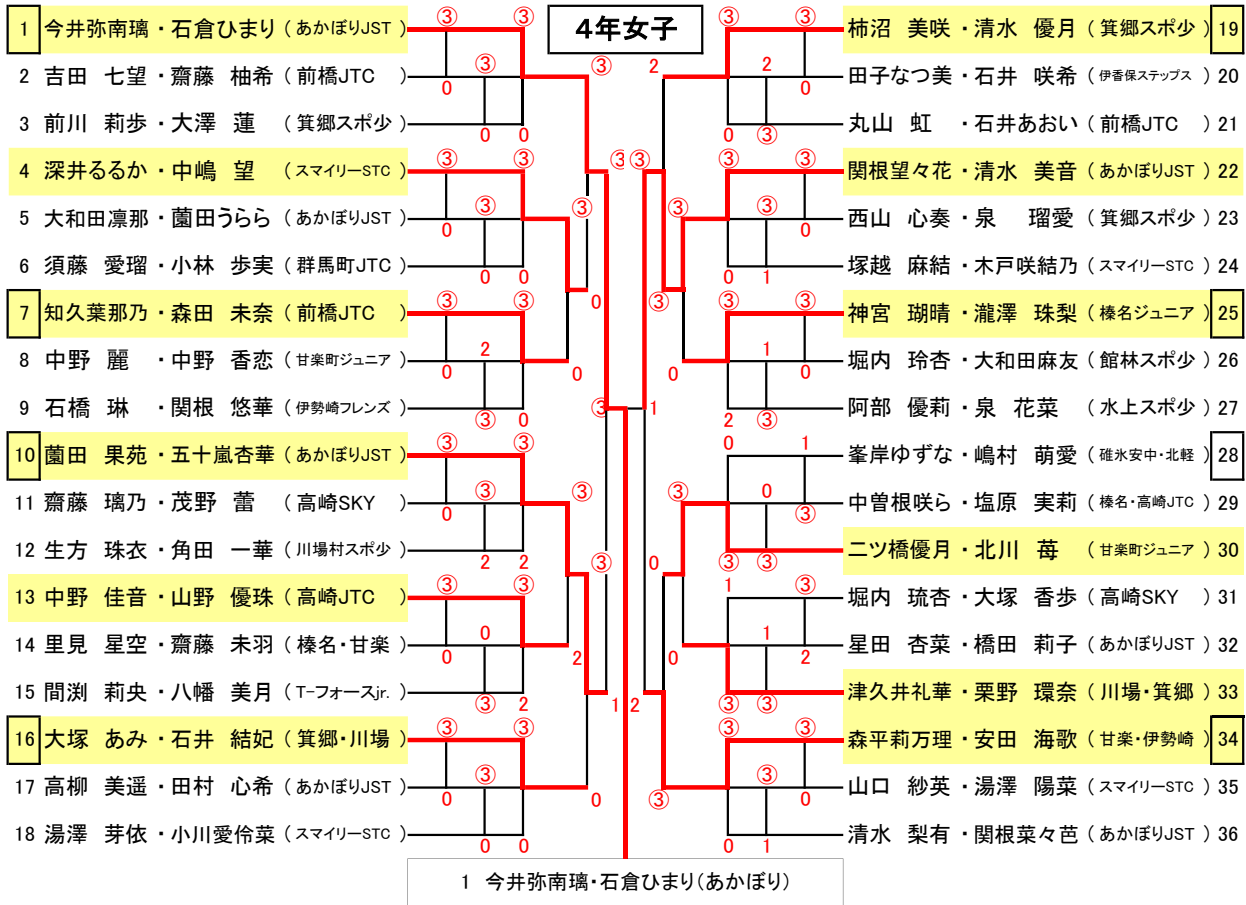 4年女子
1 今井弥南璃・石倉ひまり(あかぼりJST)
2 吉田 七望・齋藤 柚希(前橋JTC)
3 前川 莉歩・大澤 蓮(箕郷スポ少)
4 深井るるか・中嶋 望(スマイリーSTC)
5 大和田凛那・薗田うらら(あかぼりJST)
6 須藤 愛瑠・小林 歩実(群馬町JTC)
7 知久葉那乃・森田 未奈(前橋JTC)
8 中野 麗・中野 香恋(甘楽町ジュニア)
9 石橋 琳・関根 悠華(伊勢崎フレンズ)
10 薗田 果苑・五十嵐杏華(あかぼりJST)
11 齋藤 璃乃・茂野 蕾(高崎SKY)
12 生方 珠衣・角田 一華(川場村スポ少)
13 中野 佳音・山野 優珠(高崎JTC)
14 里見 星空・齋藤 未羽(榛名・甘楽)
15 間渕 莉央・八幡 美月(T-フォースjr.)
16 大塚 あみ・石井 結妃(箕郷・川場)
17 高柳 美遥・田村 心希(あかぼりJST)
18 湯澤 芽依・小川愛伶菜(スマイリーSTC)
柿沼 美咲・清水 優月(箕郷スポ少) 19
田子なつ美・石井 咲希(伊香保ステップス) 20
丸山 虹・石井あおい(前橋JTC) 21
関根望々花・清水 美音(あかぼりJST) 22
西山 心奏・泉 瑠愛(箕郷スポ少) 23
塚越 麻結・木戸咲結乃(スマイリーSTC) 24
神宮 瑚晴・瀧澤 珠梨(榛名ジュニア) 25
堀内 玲杏・大和田麻友(館林スポ少) 26
阿部 優莉・泉 花菜(水上スポ少) 27
峯岸ゆずな・嶋村 萌愛(碓氷安中・北軽) 28
中曽根咲ら・塩原 実莉(榛名・高崎JTC) 29
二ツ橋優月・北川 苺(甘楽町ジュニア) 30
堀内 琉杏・大塚 香歩(高崎SKY) 31
星田 杏菜・橋田 莉子(あかぼりJST) 32
津久井礼華・栗野 環奈(川場・箕郷) 33
森平莉万理・安田 海歌(甘楽・伊勢崎) 34
山口 紗英・湯澤 陽菜(スマイリーSTC) 35
清水 梨有・関根菜々芭(あかぼりJST) 36
1 今井弥南璃・石倉ひまり(あかぼり)